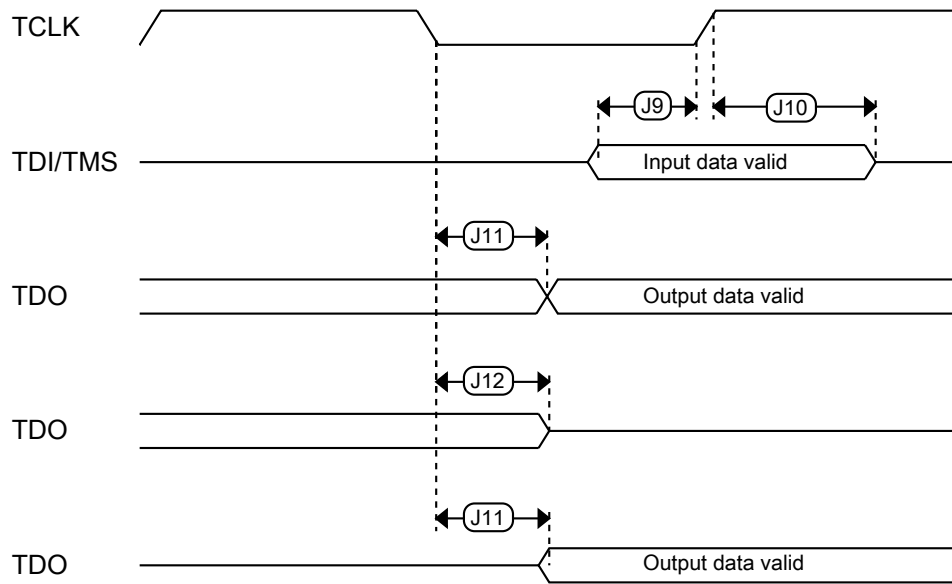 TCLK
J9
J10
TDI/TMS
Input data valid
J11
TDO
Output data valid
J12
TDO
J11
TDO
Output data valid